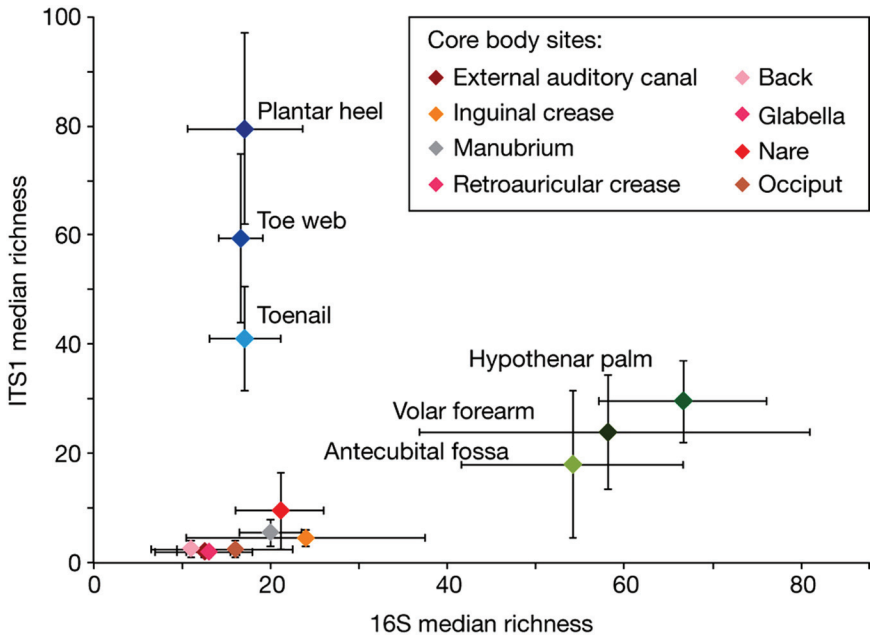 100
80
60
40
20
0
ITS1 median richness
Plantar heel
Toe web
Toenail
Hypothenar palm
Volar forearm
Antecubital fossa
Core body sites:
External auditory canal
Inguinal crease
Manubrium
Retroauricular crease
Back
Glabella
Nare
Occiput
0 20 40 60 80
16S median richness